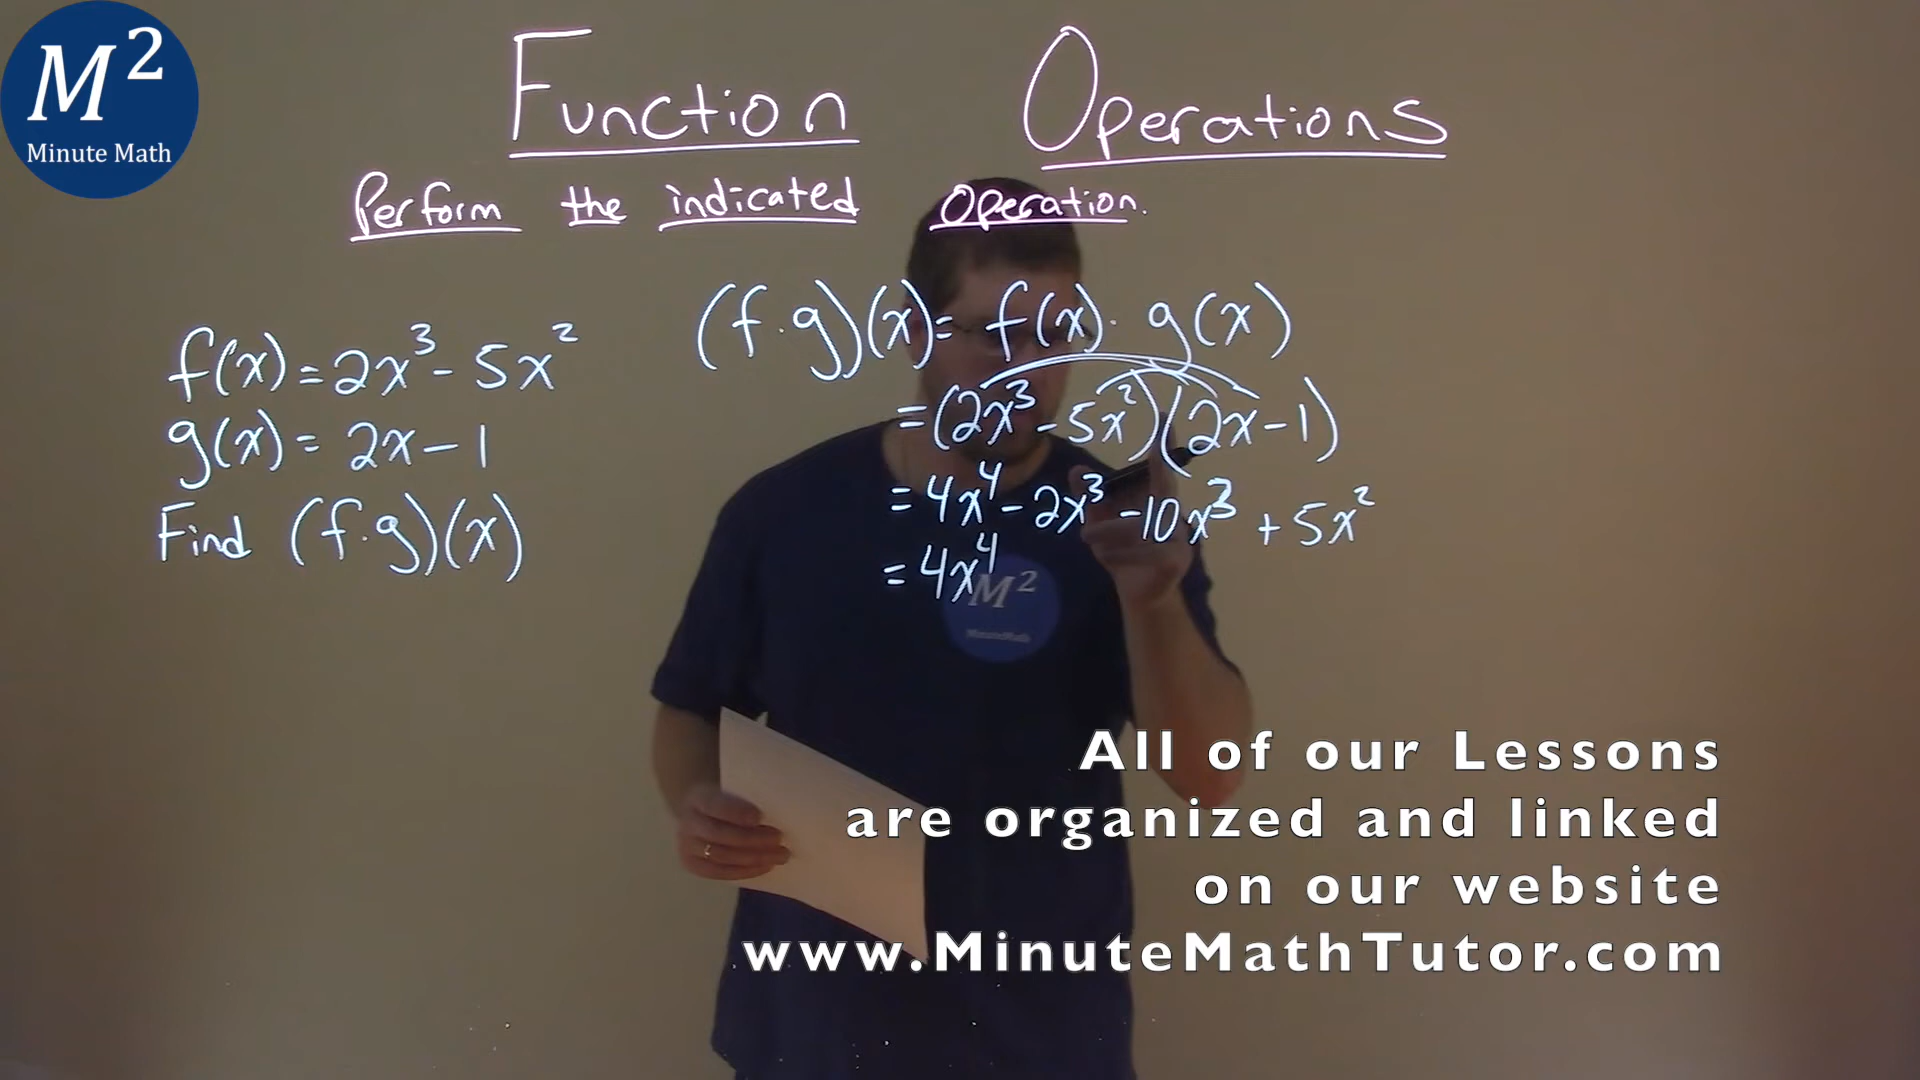 M²
Minute Math
Function Operations
Perform the indicated Operation.
f(x) = 2x³ - 5x²
g(x) = 2x - 1
Find (f·g)(x)
(f·g)(x) = f(x) · g(x)
= (2x³ - 5x²)(2x - 1)
= 4x⁴ - 2x³ - 10x³ + 5x²
= 4x⁴
M²
MinuteMath
All of our Lessons
are organized and linked
on our website
www.MinuteMathTutor.com